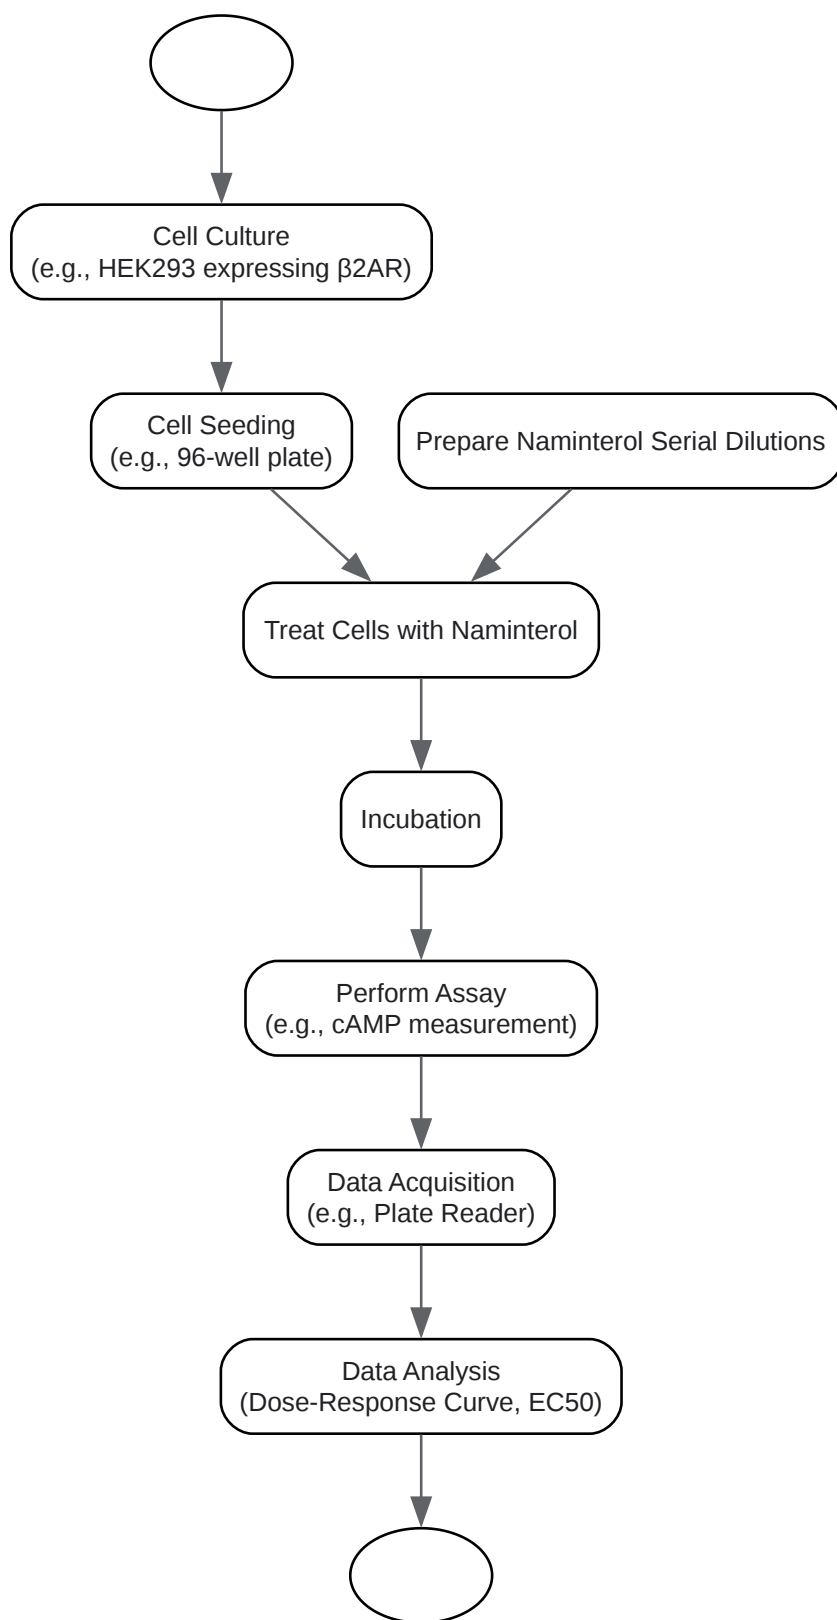 Cell Culture
(e.g., HEK293 expressing β2AR)
Cell Seeding
(e.g., 96-well plate)
Prepare Naminterol Serial Dilutions
Treat Cells with Naminterol
Incubation
Perform Assay
(e.g., cAMP measurement)
Data Acquisition
(e.g., Plate Reader)
Data Analysis
(Dose-Response Curve, EC50)